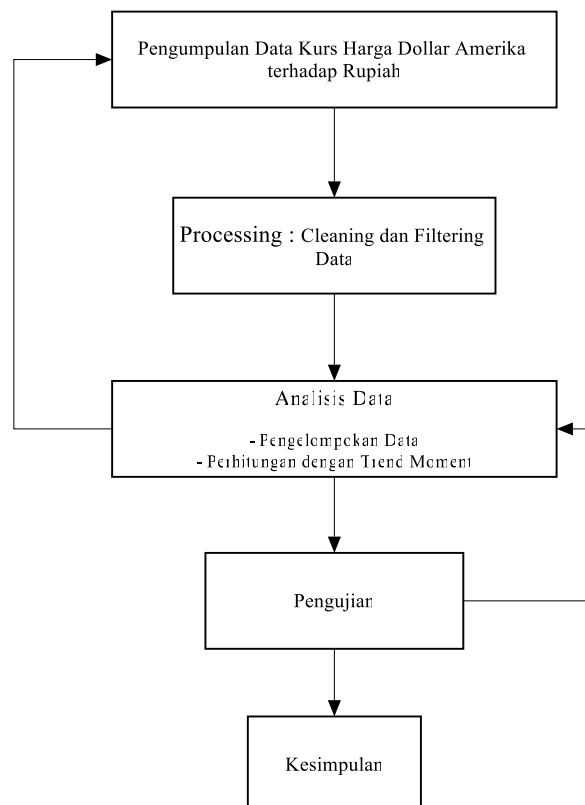 Pengumpulan Data Kurs Harga Dollar Amerika
terhadap Rupiah
Processing : Cleaning dan Filtering
Data
Analisis Data
- Pengelompokan Data
- Perhitungan dengan Trend Moment
Pengujian
Kesimpulan